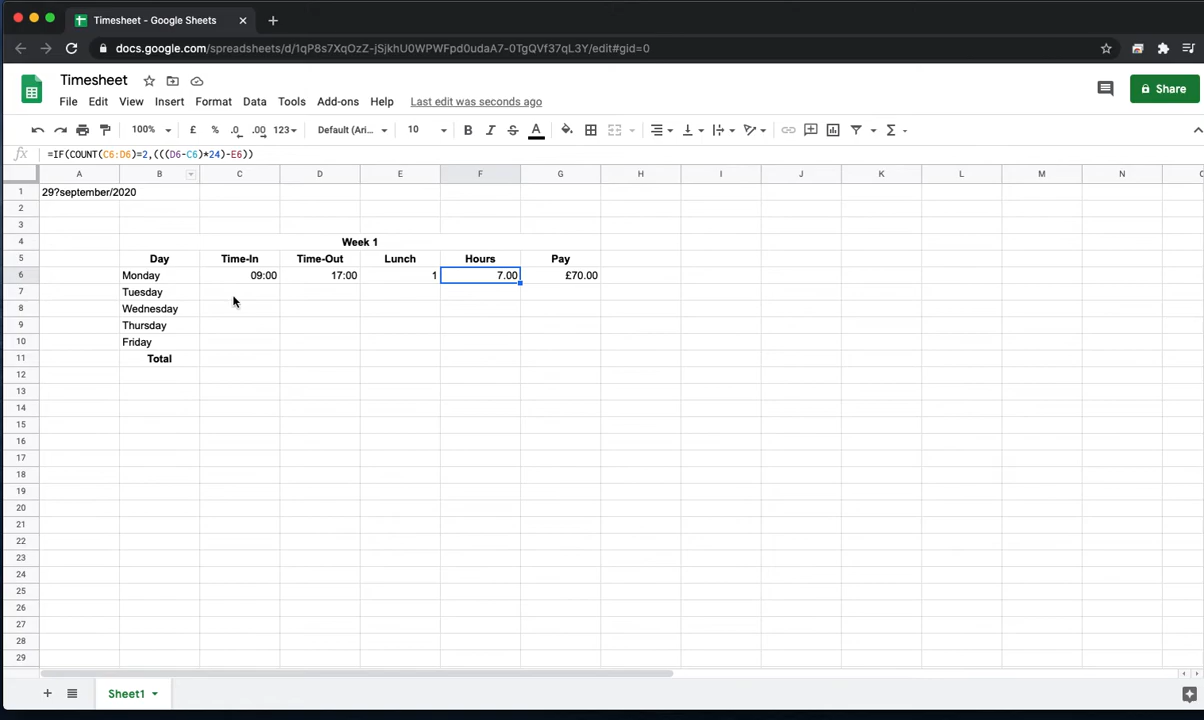 Timesheet - Google Sheets
docs.google.com/spreadsheets/d/1qP8s7XqOzZ-jSjkhU0WPWFpd0udaA7-0TgQVf37qL3Y/edit#gid=0
Timesheet
File Edit View Insert Format Data Tools Add-ons Help Last edit was seconds ago Share
100% £ % .0 .00 123 Default (Ari... 10 B I S A Σ
fx =IF(COUNT(C6:D6)=2,(((D6-C6)*24)-E6))
A B C D E F G H I J K L M N
1 29?september/2020
2
3
4 Week 1
5 Day Time-In Time-Out Lunch Hours Pay
6 Monday 09:00 17:00 1 7.00 £70.00
7 Tuesday
8 Wednesday
9 Thursday
10 Friday
11 Total
12
13
14
15
16
17
18
19
20
21
22
23
24
25
26
27
28
29
Sheet1